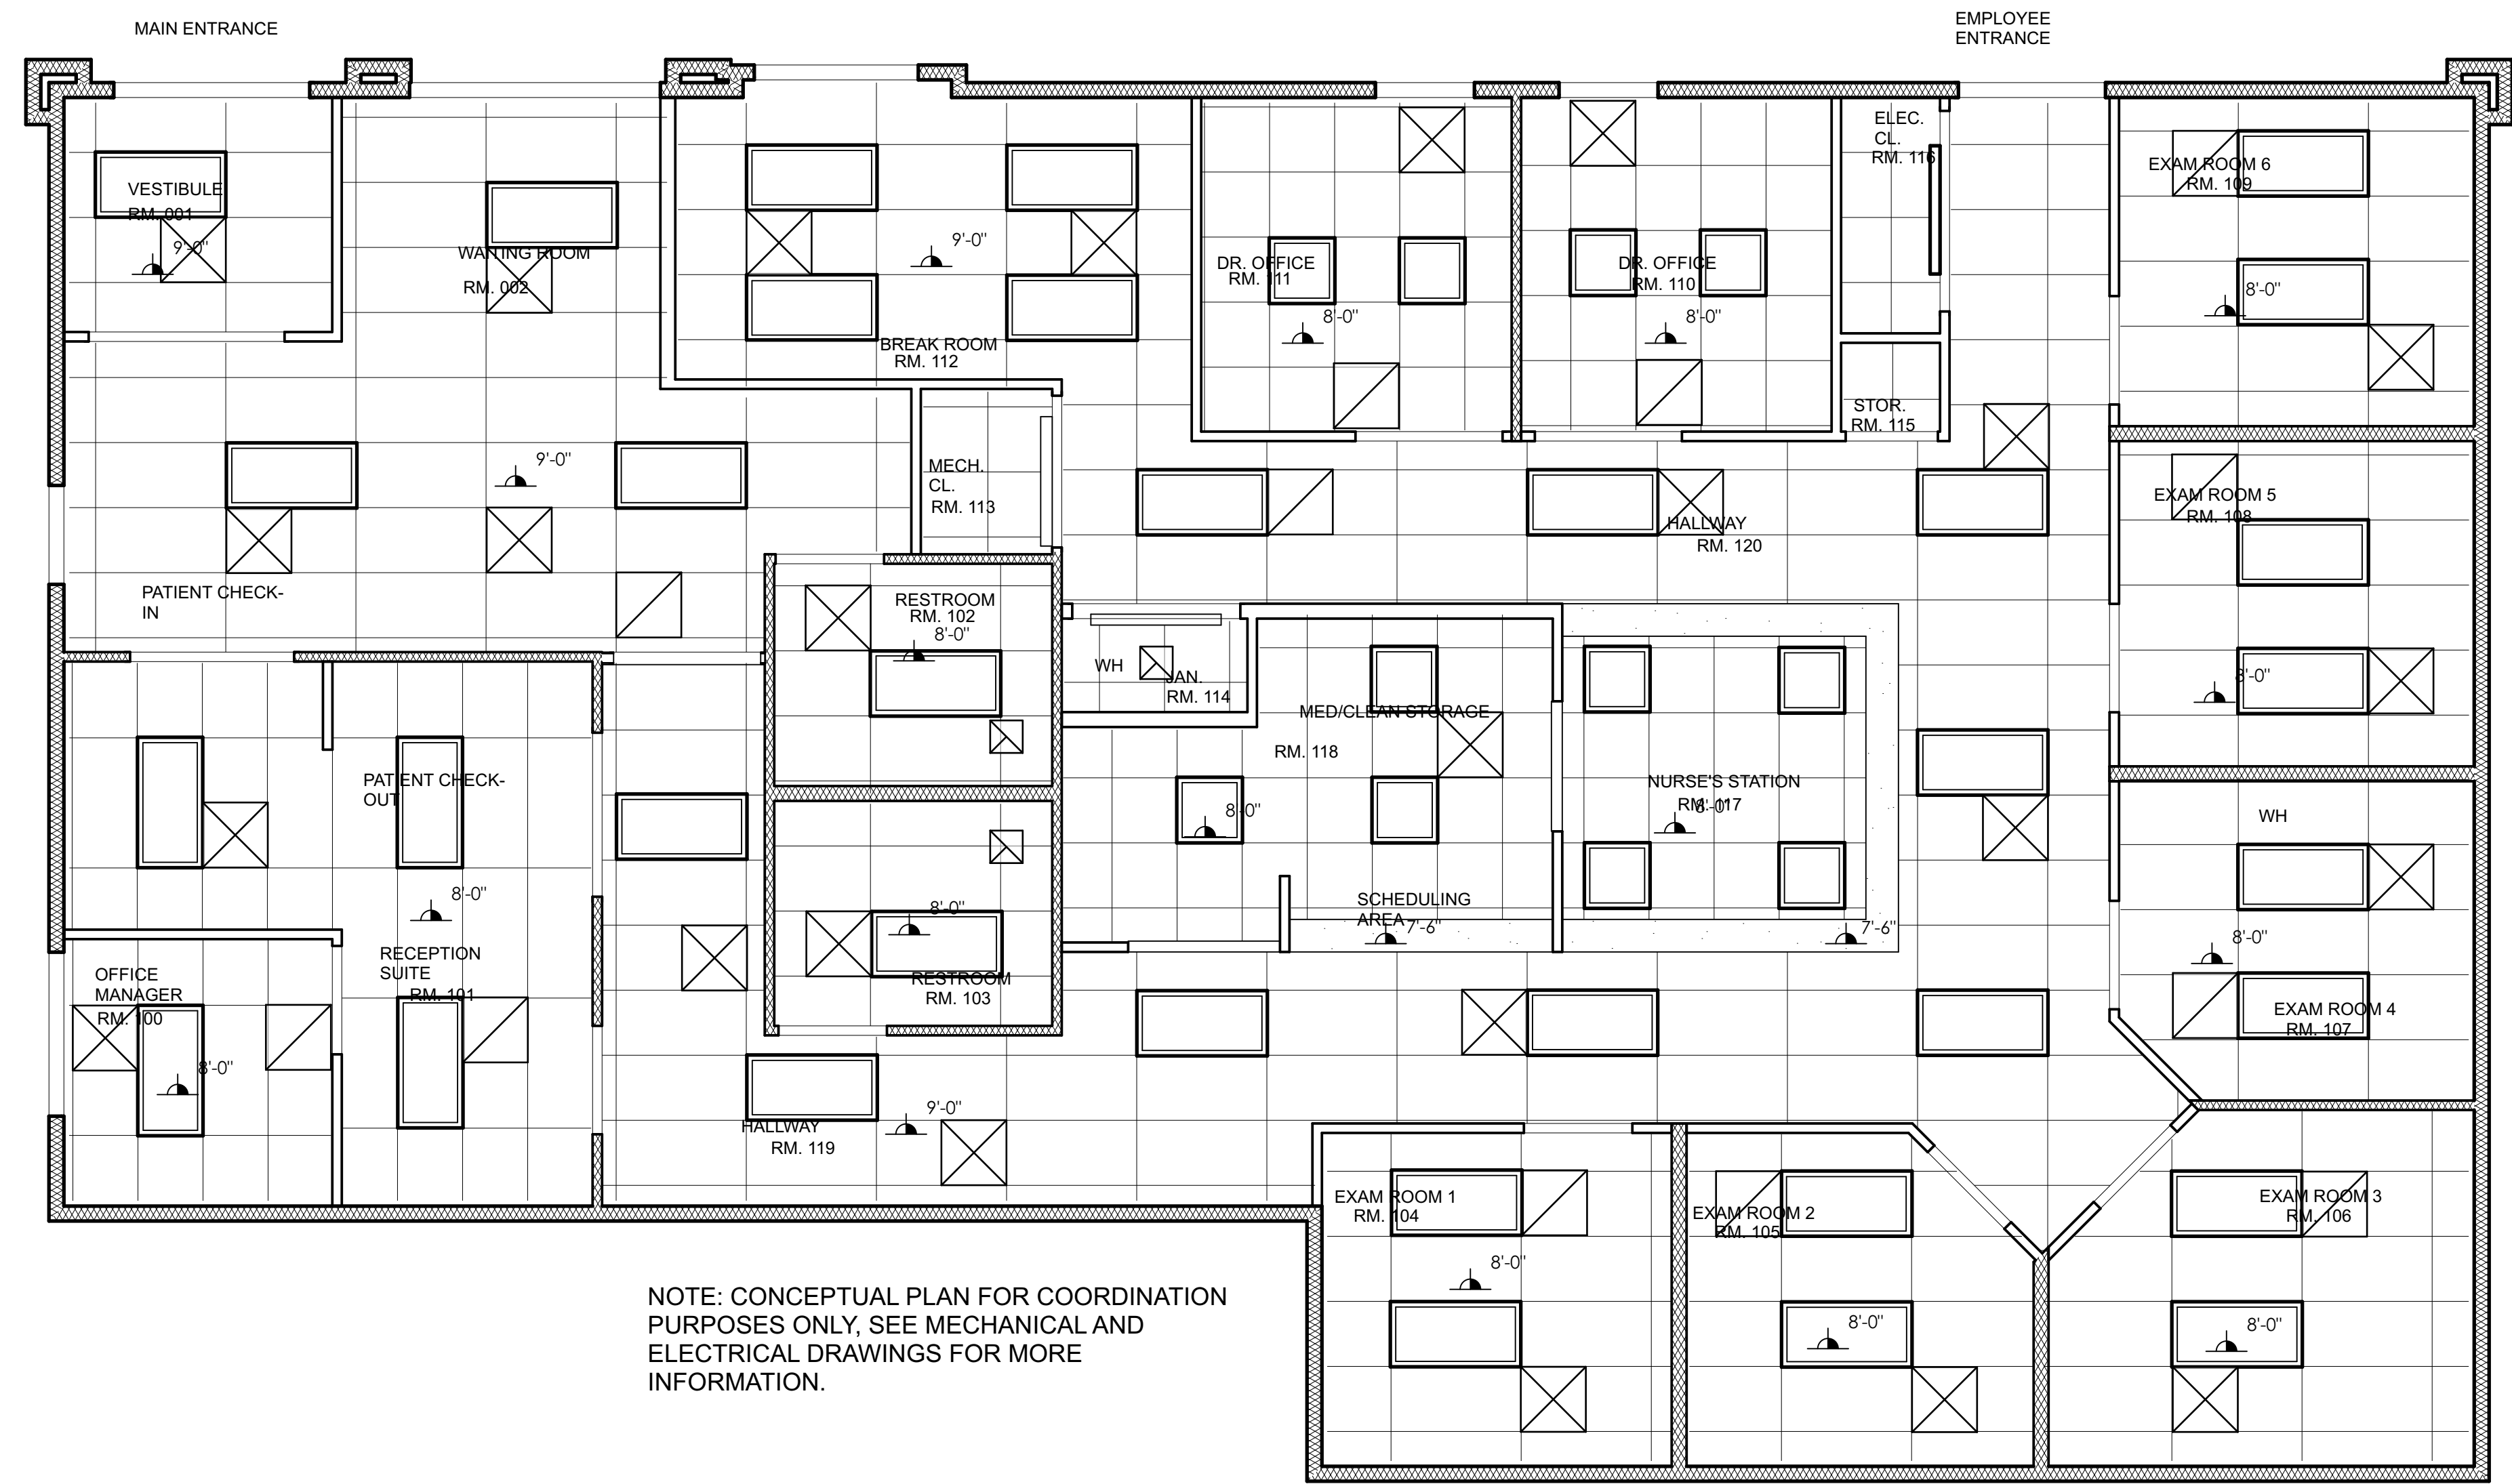 MAIN ENTRANCE
EMPLOYEE
ENTRANCE
VESTIBULE
RM. 001
9'-0"
WAITING ROOM
RM. 002
9'-0"
BREAK ROOM
RM. 112
DR. OFFICE
RM. 111
8'-0"
DR. OFFICE
RM. 110
8'-0"
ELEC.
CL.
RM. 116
EXAM ROOM 6
RM. 109
8'-0"
STOR.
RM. 115
9'-0"
MECH.
CL.
RM. 113
HALLWAY
RM. 120
EXAM ROOM 5
RM. 108
8'-0"
PATIENT CHECK-
IN
RESTROOM
RM. 102
8'-0"
WH
JAN.
RM. 114
MED/CLEAN STORAGE
RM. 118
8'-0"
NURSE'S STATION
RM. 117
8'-0"
WH
PATIENT CHECK-
OUT
8'-0"
RECEPTION
SUITE
RM. 101
8'-0"
RESTROOM
RM. 103
SCHEDULING
AREA
7'-6"
7'-6"
8'-0"
EXAM ROOM 4
RM. 107
OFFICE
MANAGER
RM. 100
8'-0"
HALLWAY
RM. 119
9'-0"
EXAM ROOM 1
RM. 104
8'-0"
EXAM ROOM 2
RM. 105
8'-0"
EXAM ROOM 3
RM. 106
8'-0"
NOTE: CONCEPTUAL PLAN FOR COORDINATION
PURPOSES ONLY, SEE MECHANICAL AND
ELECTRICAL DRAWINGS FOR MORE
INFORMATION.